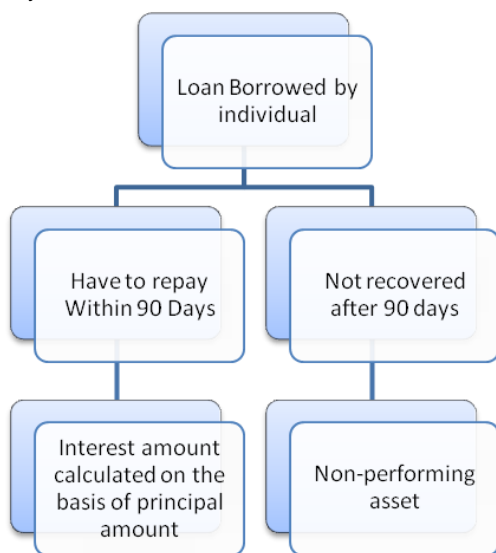 Loan Borrowed by
individual
Have to repay
Within 90 Days
Not recovered
after 90 days
Interest amount
calculated on the
basis of principal
amount
Non-performing
asset